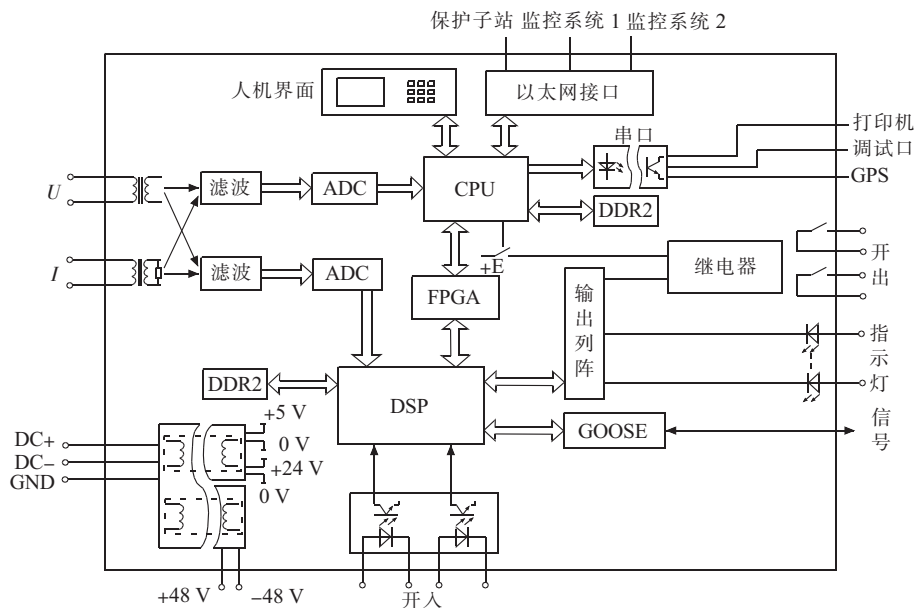 保护子站 监控系统 1 监控系统 2
人机界面
以太网接口
串口
打印机
调试口
GPS
U
滤波
ADC
CPU
DDR2
I
滤波
ADC
+E
FPGA
继电器
开出
输出列阵
指示灯
DDR2
DSP
GOOSE
信号
+5 V
0 V
+24 V
0 V
DC+
DC−
GND
+48 V
−48 V
开入